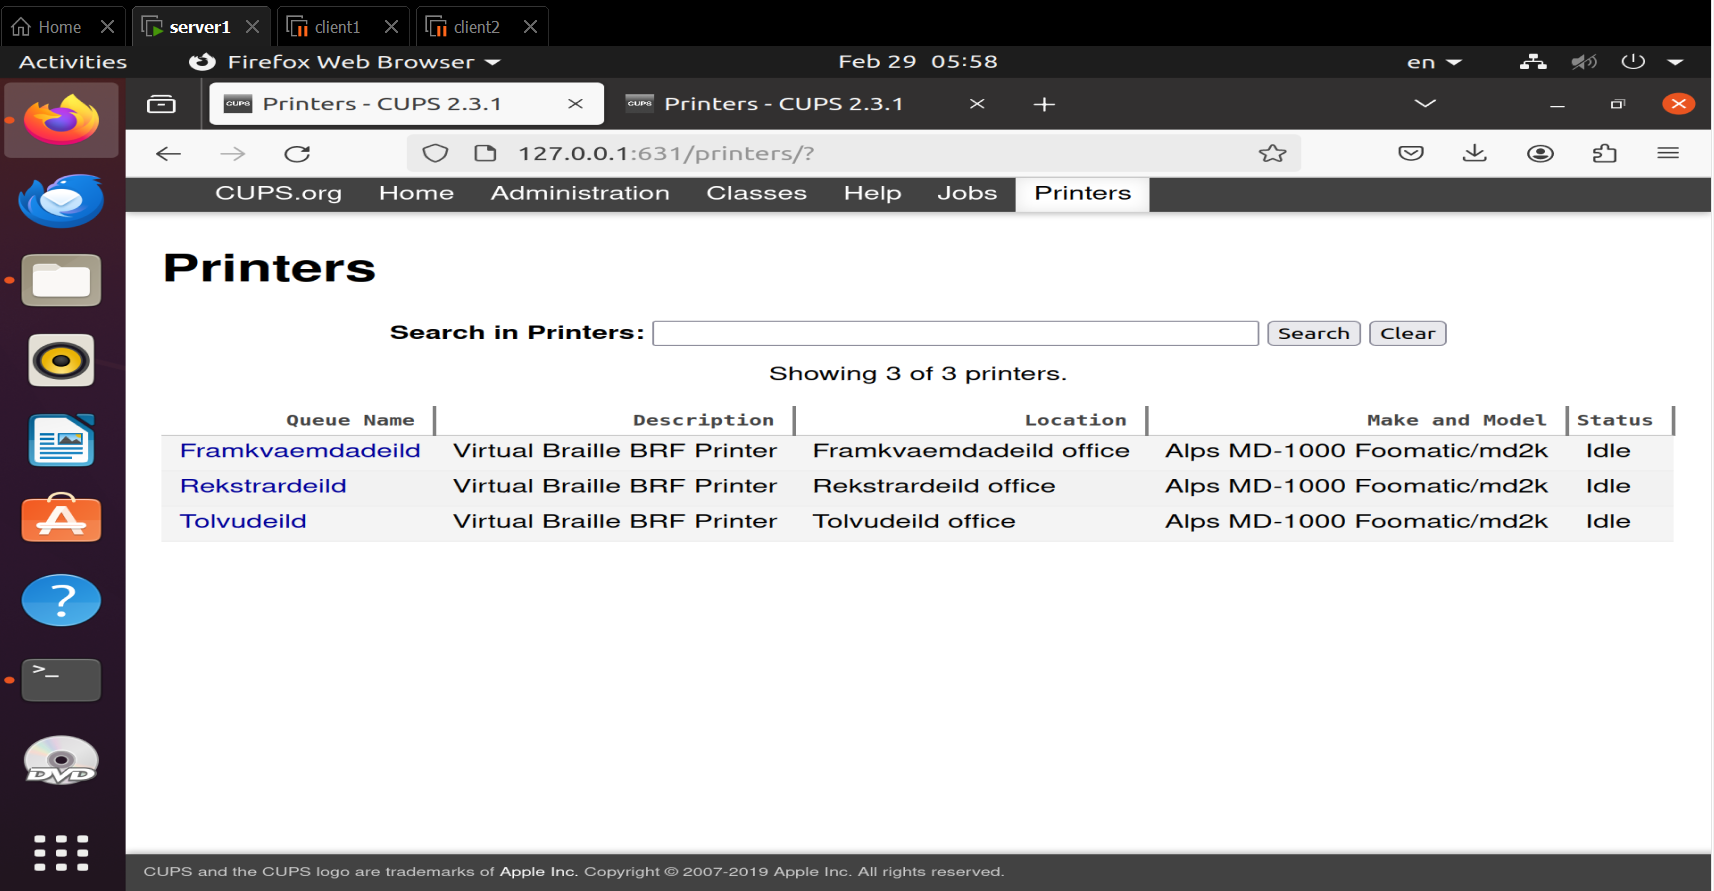 Home server1 client1 client2
Activities Firefox Web Browser Feb 29 05:58 en
CUPS Printers - CUPS 2.3.1 CUPS Printers - CUPS 2.3.1
127.0.0.1:631/printers/?
CUPS.org Home Administration Classes Help Jobs Printers
Printers
Search in Printers: Search Clear
Showing 3 of 3 printers.
Queue Name Description Location Make and Model Status
Framkvaemdadeild Virtual Braille BRF Printer Framkvaemdadeild office Alps MD-1000 Foomatic/md2k Idle
Rekstrardeild Virtual Braille BRF Printer Rekstrardeild office Alps MD-1000 Foomatic/md2k Idle
Tolvudeild Virtual Braille BRF Printer Tolvudeild office Alps MD-1000 Foomatic/md2k Idle
?
>_
DVD
CUPS and the CUPS logo are trademarks of Apple Inc. Copyright © 2007-2019 Apple Inc. All rights reserved.